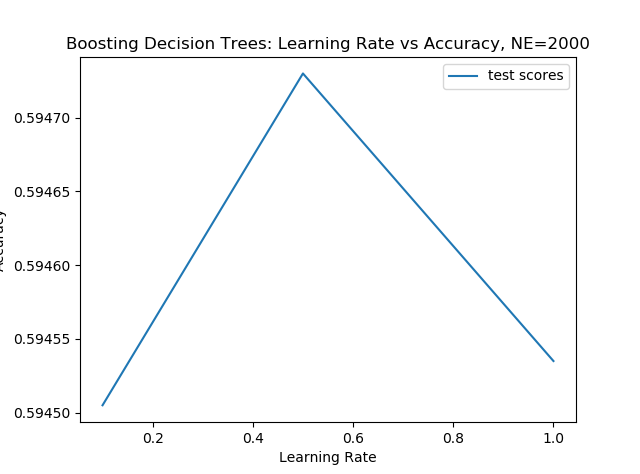 Boosting Decision Trees: Learning Rate vs Accuracy, NE=2000
test scores
0.59470
0.59465
0.59460
0.59455
0.59450
Accuracy
0.2 0.4 0.6 0.8 1.0
Learning Rate